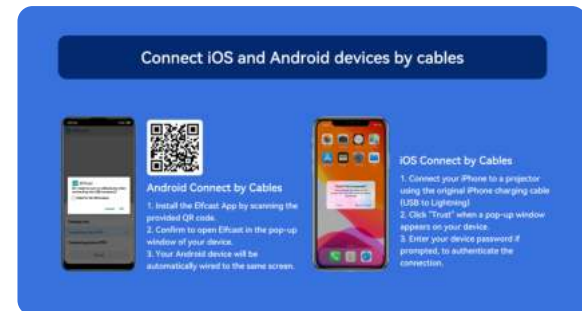 Connect iOS and Android devices by cables
Android Connect by Cables
1. Install the Elfcast App by scanning the
provided QR code.
2. Confirm to open Elfcast in the pop-up
window of your device.
3. Your Android device will be
automatically wired to the same screen.
iOS Connect by Cables
1. Connect your iPhone to a projector
using the original iPhone charging cable
(USB to Lightning)
2. Click "Trust" when a pop-up window
appears on your device.
3. Enter your device password if
prompted, to authenticate the
connection.